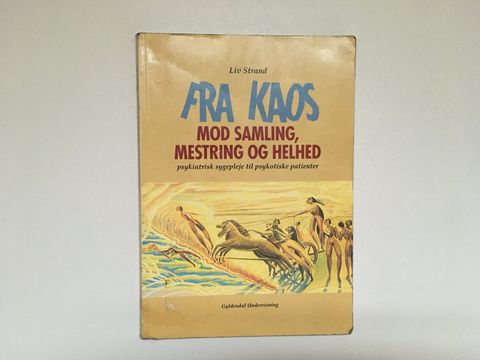 Liv Strand
FRA KAOS
MOD SAMLING,
MESTRING OG HELHED
psykiatrisk sygepleje til psykotiske patienter
Gyldendal Undervisning